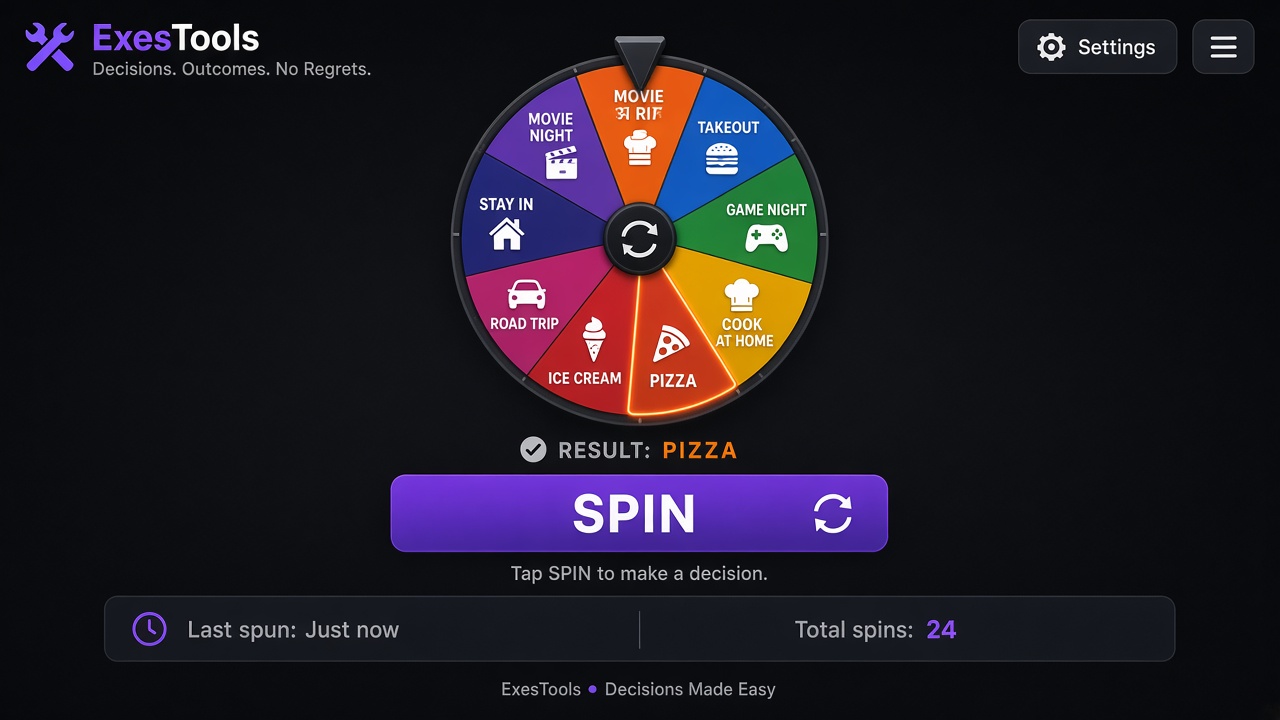 ExesTools
Decisions. Outcomes. No Regrets.
Settings
MOVIE
MOVIE
NIGHT
TAKEOUT
STAY IN
GAME NIGHT
ROAD TRIP
COOK
AT HOME
ICE CREAM
PIZZA
RESULT: PIZZA
SPIN
Tap SPIN to make a decision.
Last spun: Just now
Total spins: 24
ExesTools • Decisions Made Easy